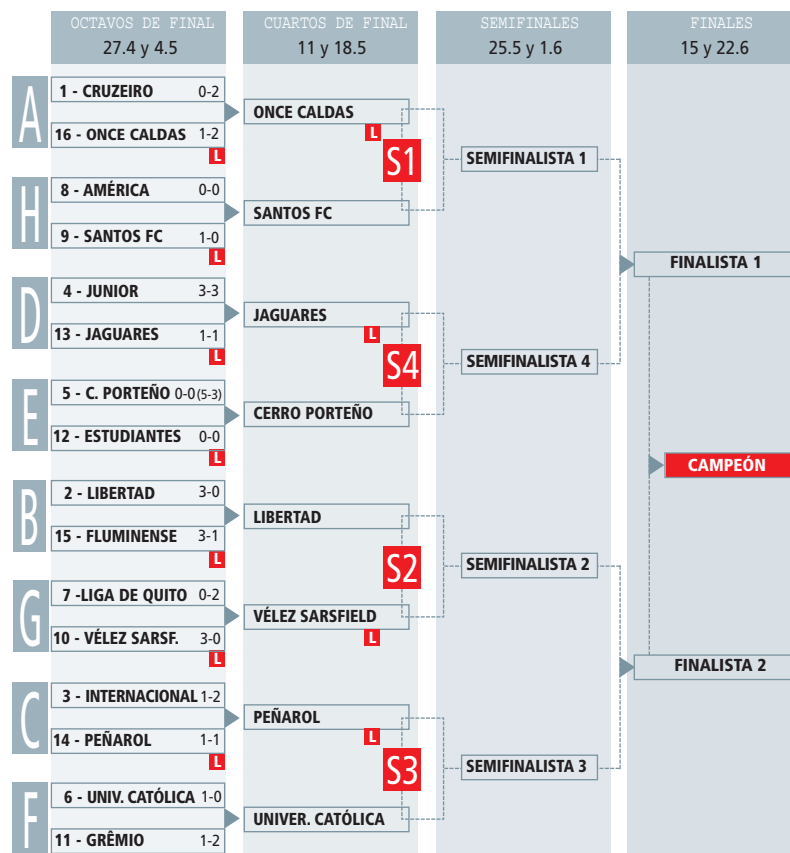 OCTAVOS DE FINAL
27.4 y 4.5
CUARTOS DE FINAL
11 y 18.5
SEMIFINALES
25.5 y 1.6
FINALES
15 y 22.6
A
1 - CRUZEIRO 0-2
16 - ONCE CALDAS 1-2
L
ONCE CALDAS
L
S1
SEMIFINALISTA 1
H
8 - AMÉRICA 0-0
9 - SANTOS FC 1-0
L
SANTOS FC
FINALISTA 1
D
4 - JUNIOR 3-3
13 - JAGUARES 1-1
L
JAGUARES
L
S4
SEMIFINALISTA 4
E
5 - C. PORTEÑO 0-0(5-3)
12 - ESTUDIANTES 0-0
L
CERRO PORTEÑO
CAMPEÓN
B
2 - LIBERTAD 3-0
15 - FLUMINENSE 3-1
L
LIBERTAD
S2
SEMIFINALISTA 2
G
7 -LIGA DE QUITO 0-2
10 - VÉLEZ SARSF. 3-0
L
VÉLEZ SARSFIELD
L
FINALISTA 2
C
3 - INTERNACIONAL 1-2
14 - PEÑAROL 1-1
L
PEÑAROL
L
S3
SEMIFINALISTA 3
F
6 - UNIV. CATÓLICA 1-0
11 - GRÊMIO 1-2
UNIVER. CATÓLICA